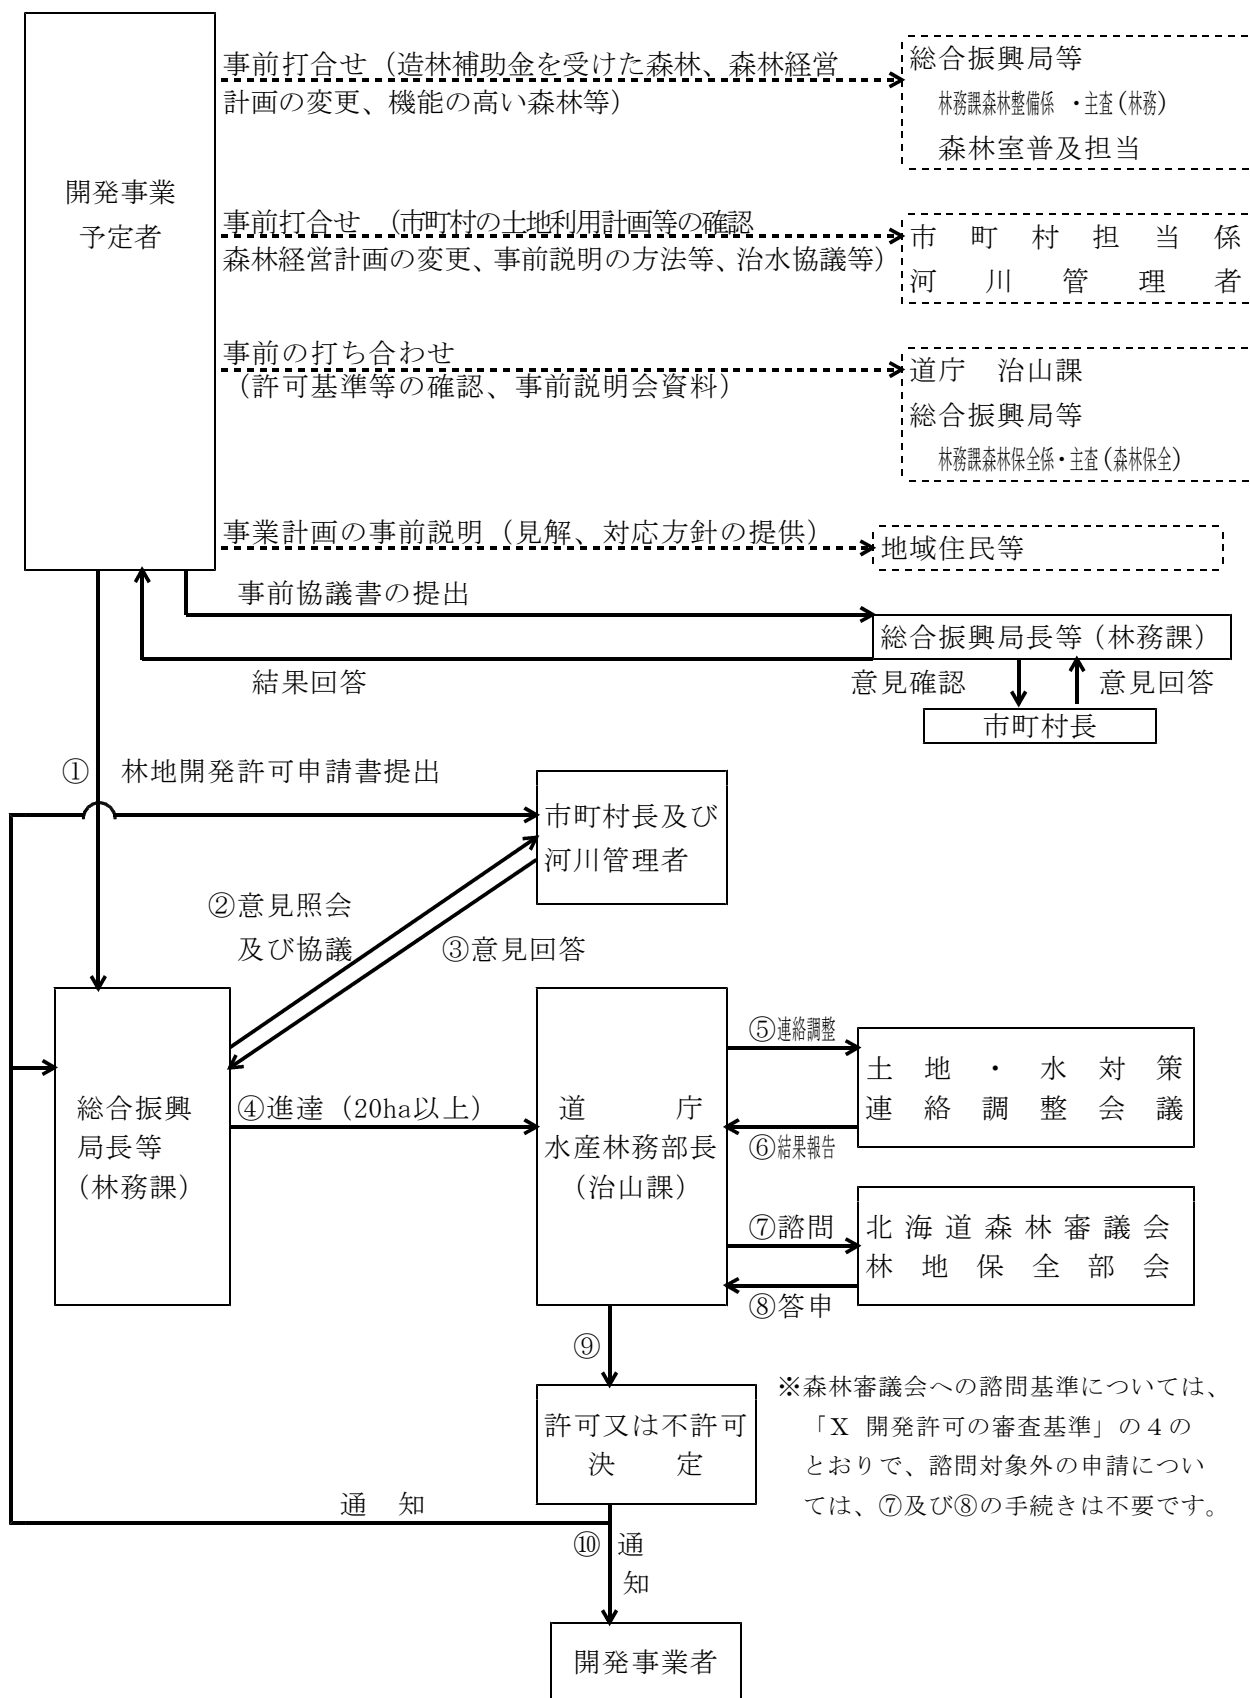 開発事業
予定者
事前打合せ（造林補助金を受けた森林、森林経営
計画の変更、機能の高い森林等）
総合振興局等
林務課森林整備係 ・主査(林務)
森林室普及担当
事前打合せ （市町村の土地利用計画等の確認
森林経営計画の変更、事前説明の方法等、治水協議等）
市町村担当係
河川管理者
事前の打ち合わせ
（許可基準等の確認、事前説明会資料）
道庁　治山課
総合振興局等
林務課森林保全係・主査(森林保全)
事業計画の事前説明（見解、対応方針の提供）
地域住民等
事前協議書の提出
総合振興局長等（林務課）
結果回答
意見確認
意見回答
市町村長
① 林地開発許可申請書提出
市町村長及び
河川管理者
②意見照会
及び協議
③意見回答
総合振興
局長等
（林務課）
④進達（20ha以上）
道　　庁
水産林務部長
（治山課）
⑤連絡調整
土地・水対策
連絡調整会議
⑥結果報告
⑦諮問
北海道森林審議会
林地保全部会
⑧答申
⑨
許可又は不許可
決　　定
※森林審議会への諮問基準については、
「Ⅹ 開発許可の審査基準」の４の
とおりで、諮問対象外の申請につい
ては、⑦及び⑧の手続きは不要です。
通　知
⑩ 通
知
開発事業者